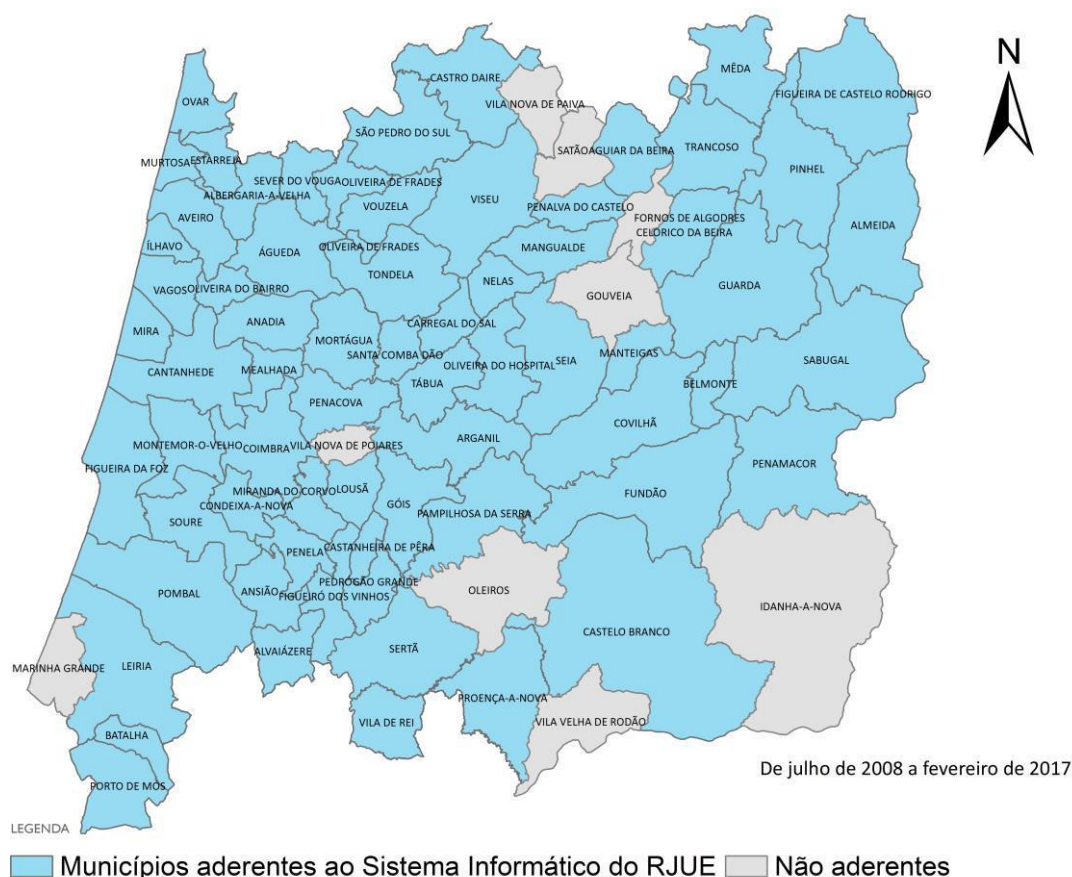 N
MÊDA
CASTRO DAIRE
FIGUEIRA DE CASTELO RODRIGO
OVAR
VILA NOVA DE PAIVA
SÃO PEDRO DO SUL
SATÃO
AGUIAR DA BEIRA
TRANCOSO
MURTOSA
ESTARREJA
PINHEL
SEVER DO VOUGA
OLIVEIRA DE FRADES
ALBERGARIA-A-VELHA
VISEU
VOUZELA
PENALVA DO CASTELO
AVEIRO
FORNOS DE ALGODRES
ALMEIDA
CELORICO DA BEIRA
ÍLHAVO
ÁGUEDA
OLIVEIRA DE FRADES
MANGUALDE
TONDELA
NELAS
GUARDA
VAGOS
OLIVEIRA DO BAIRRO
GOUVEIA
ANADIA
MIRA
CARREGAL DO SAL
MORTÁGUA
SANTA COMBA DÃO
MANTEIGAS
SEIA
SABUGAL
CANTANHEDE
MEALHADA
OLIVEIRA DO HOSPITAL
TÁBUA
BELMONTE
PENACOVA
COVILHÃ
ARGANIL
MONTEMOR-O-VELHO
COIMBRA
VILA NOVA DE POIARES
PENAMACOR
FIGUEIRA DA FOZ
MIRANDA DO CORVO
LOUSÃ
FUNDÃO
CONDEIXA-A-NOVA
GÓIS
PAMPILHOSA DA SERRA
SOURE
PENELA
CASTANHEIRA DE PÊRA
PEDROGÃO GRANDE
POMBAL
ANSIÃO
FIGUEIRÓ DOS VINHOS
OLEIROS
IDANHA-A-NOVA
CASTELO BRANCO
ALVAIÁZERE
SERTÃ
MARINHA GRANDE
LEIRIA
PROENÇA-A-NOVA
VILA DE REI
VILA VELHA DE RODÃO
BATALHA
PORTO DE MÓS
De julho de 2008 a fevereiro de 2017
LEGENDA
Municípios aderentes ao Sistema Informático do RJUE Não aderentes